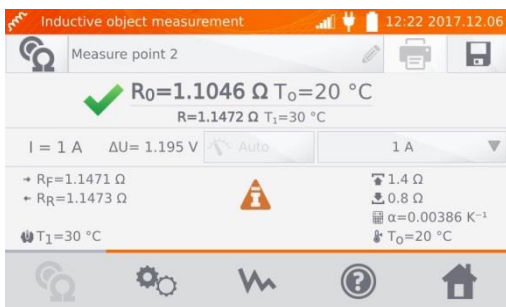 Inductive object measurement 12:22 2017.12.06
Measure point 2
R0=1.1046 Ω To=20 °C
R=1.1472 Ω T1=30 °C
I = 1 A ΔU= 1.195 V Auto 1 A
RF=1.1471 Ω 1.4 Ω
RR=1.1473 Ω 0.8 Ω
α=0.00386 K⁻¹
T1=30 °C To=20 °C